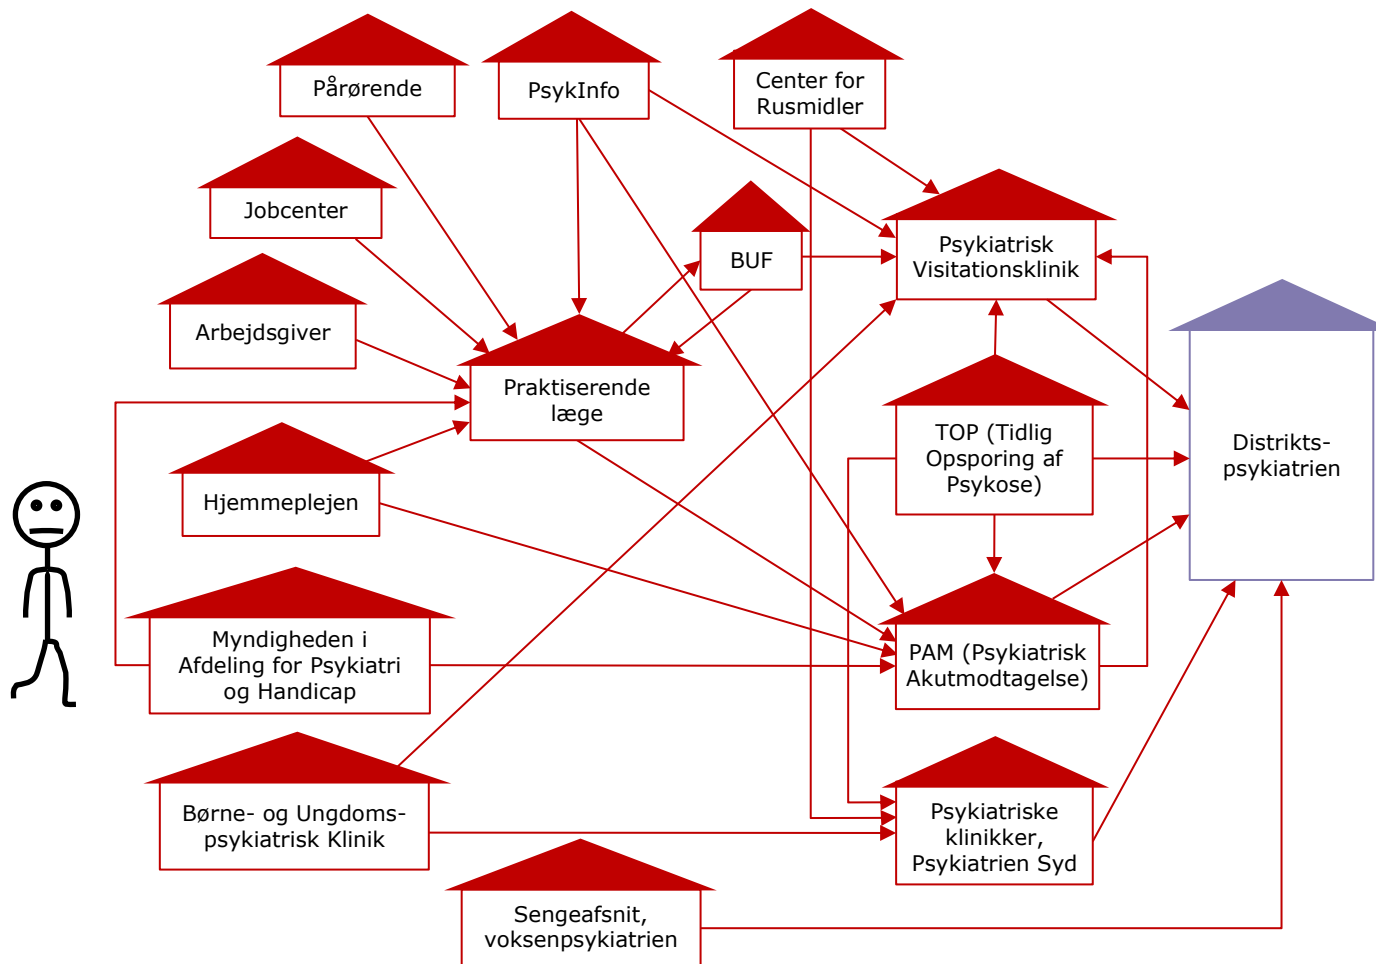 Pårørende
PsykInfo
Center for
Rusmidler
Jobcenter
BUF
Psykiatrisk
Visitationsklinik
Arbejdsgiver
Praktiserende
læge
TOP (Tidlig
Opsporing af
Psykose)
Distrikts-
psykiatrien
Hjemmeplejen
Myndigheden i
Afdeling for Psykiatri
og Handicap
PAM (Psykiatrisk
Akutmodtagelse)
Børne- og Ungdoms-
psykiatrisk Klinik
Psykiatriske
klinikker,
Psykiatrien Syd
Sengeafsnit,
voksenpsykiatrien